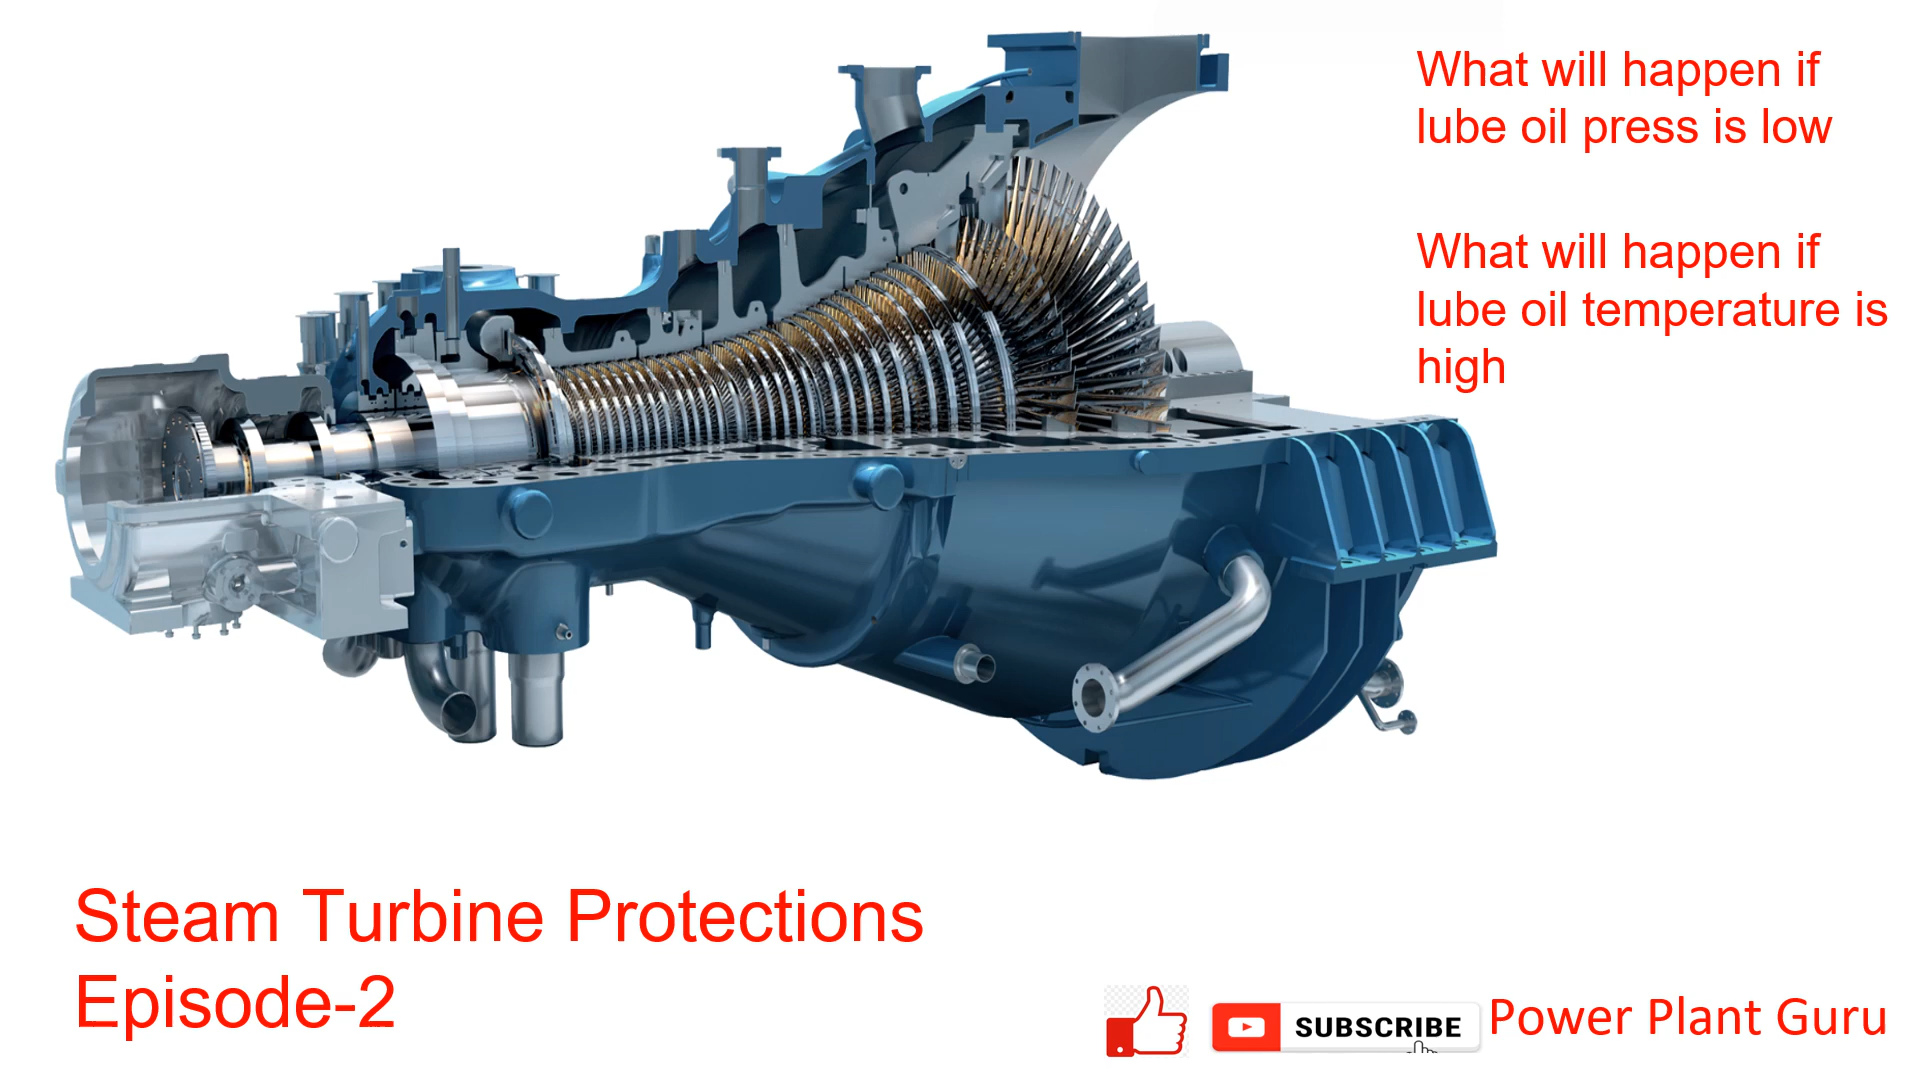 What will happen if
lube oil press is low
What will happen if
lube oil temperature is
high
Steam Turbine Protections
Episode-2
SUBSCRIBE
Power Plant Guru